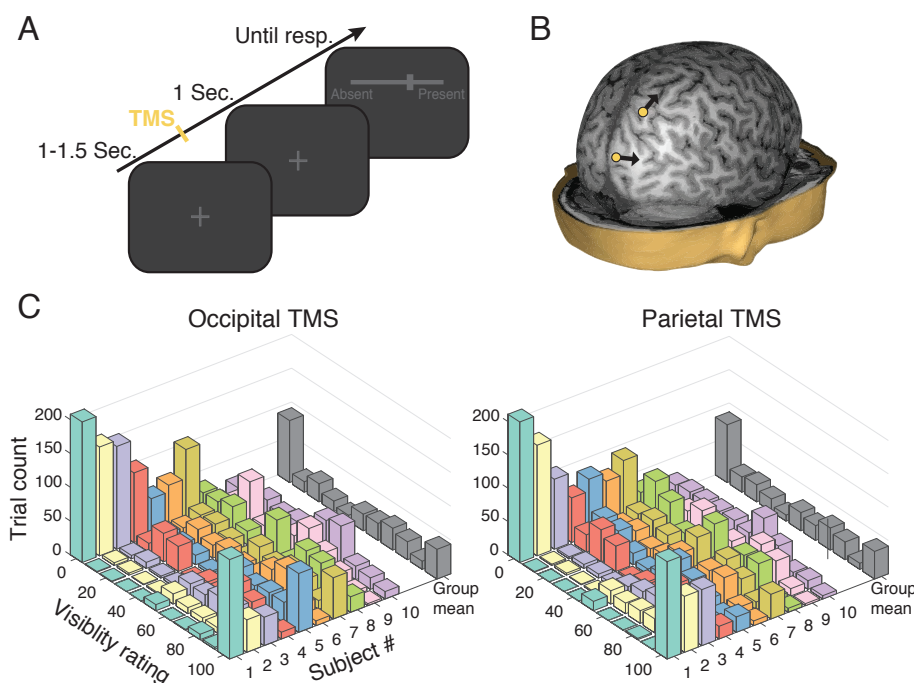 A
Until resp.
1 Sec.
TMS
1-1.5 Sec.
Absent
Present
B
C
Occipital TMS
Trial count
200
150
100
50
0
0
20
40
60
80
100
Visiblity rating
1
2
3
4
5
6
7
8
9
10
Group
mean
Subject #
Parietal TMS
200
150
100
50
0
0
20
40
60
80
100
1
2
3
4
5
6
7
8
9
10
Group
mean